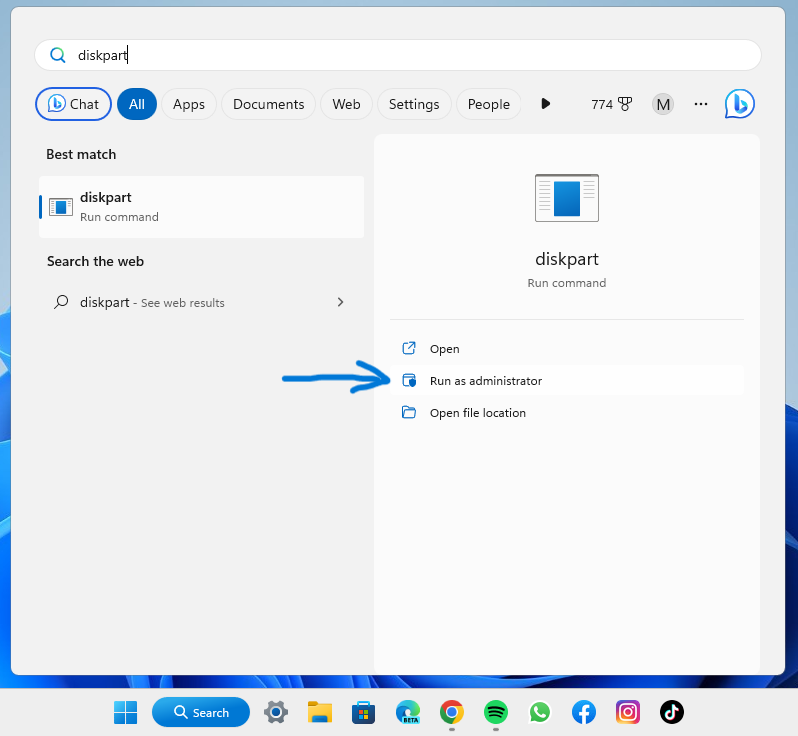 diskpart
Chat All Apps Documents Web Settings People 774 M ...
Best match
diskpart
Run command
Search the web
diskpart - See web results
diskpart
Run command
Open
Run as administrator
Open file location
Search
BETA